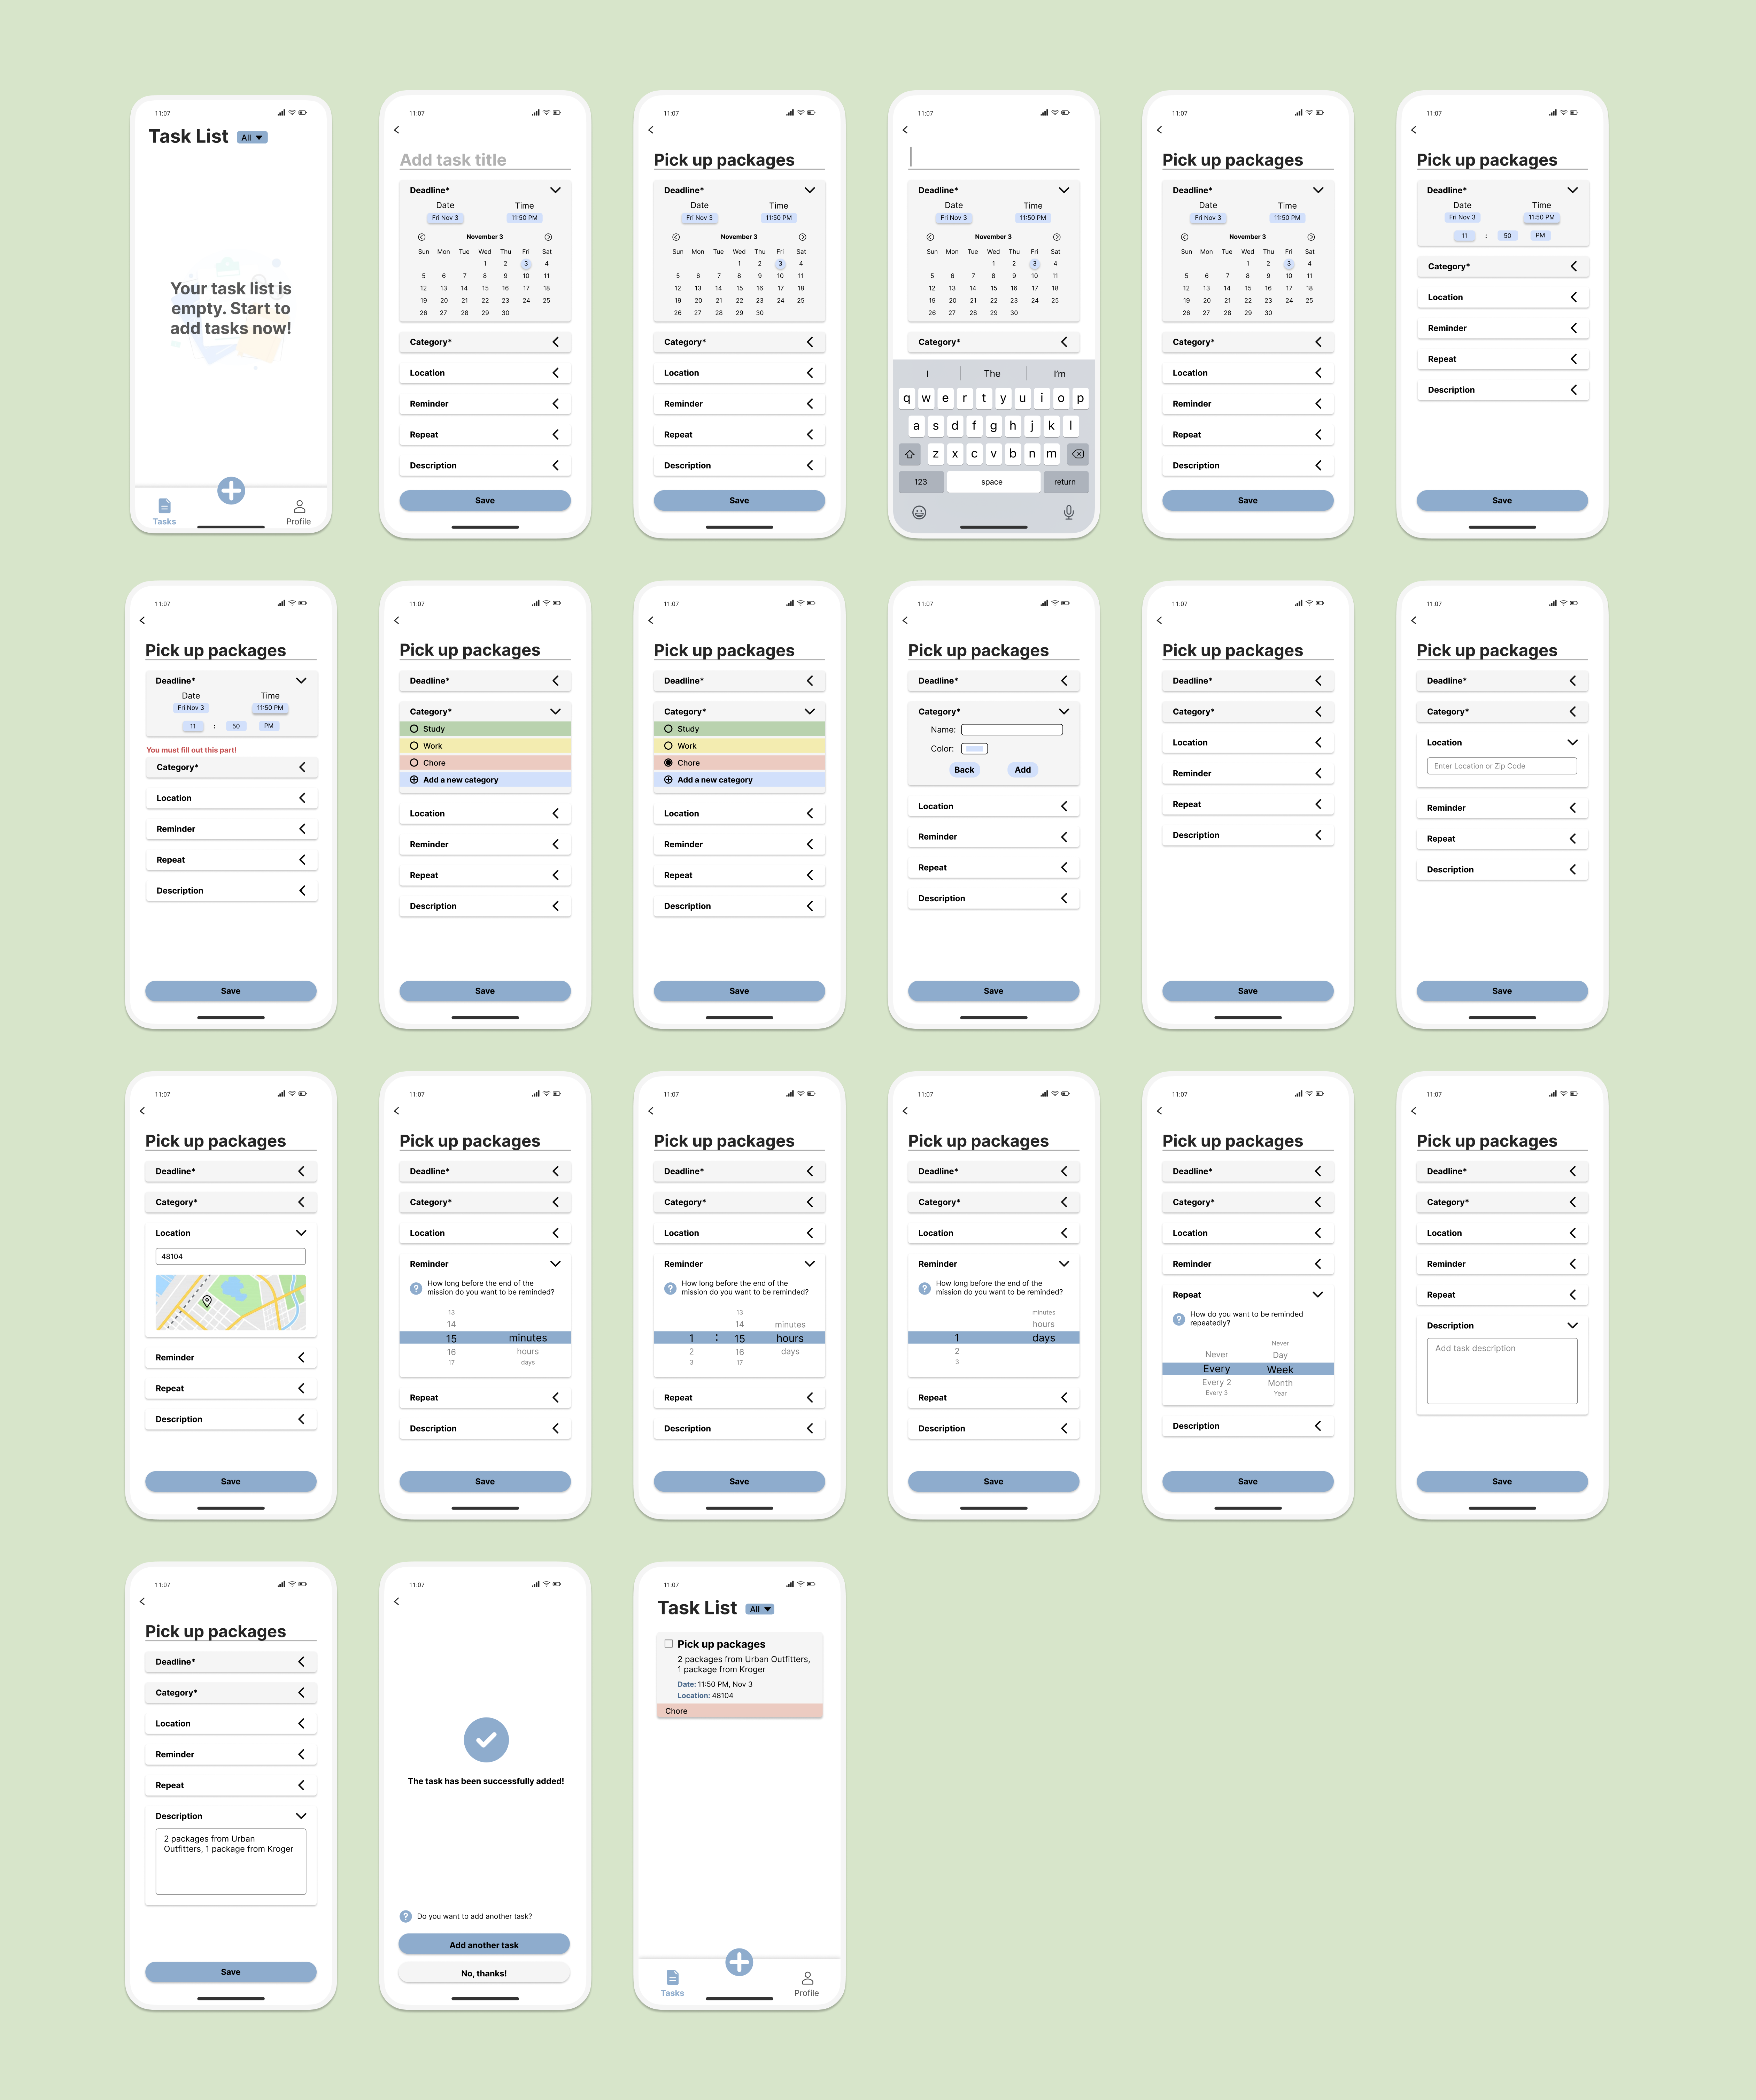 11:07
Task List All
Your task list is
empty. Start to
add tasks now!
Tasks Profile
11:07
Add task title
Deadline*
Date Time
Fri Nov 3 11:50 PM
November 3
Sun Mon Tue Wed Thu Fri Sat
1 2 3 4
5 6 7 8 9 10 11
12 13 14 15 16 17 18
19 20 21 22 23 24 25
26 27 28 29 30
Category*
Location
Reminder
Repeat
Description
Save
11:07
Pick up packages
Deadline*
Date Time
Fri Nov 3 11:50 PM
November 3
Sun Mon Tue Wed Thu Fri Sat
1 2 3 4
5 6 7 8 9 10 11
12 13 14 15 16 17 18
19 20 21 22 23 24 25
26 27 28 29 30
Category*
Location
Reminder
Repeat
Description
Save
11:07
Deadline*
Date Time
Fri Nov 3 11:50 PM
November 3
Sun Mon Tue Wed Thu Fri Sat
1 2 3 4
5 6 7 8 9 10 11
12 13 14 15 16 17 18
19 20 21 22 23 24 25
26 27 28 29 30
Category*
I The I'm
q w e r t y u i o p
a s d f g h j k l
z x c v b n m
123 space return
11:07
Pick up packages
Deadline*
Date Time
Fri Nov 3 11:50 PM
November 3
Sun Mon Tue Wed Thu Fri Sat
1 2 3 4
5 6 7 8 9 10 11
12 13 14 15 16 17 18
19 20 21 22 23 24 25
26 27 28 29 30
Category*
Location
Reminder
Repeat
Description
Save
11:07
Pick up packages
Deadline*
Date Time
Fri Nov 3 11:50 PM
11 : 50 PM
Category*
Location
Reminder
Repeat
Description
Save
11:07
Pick up packages
Deadline*
Date Time
Fri Nov 3 11:50 PM
11 : 50 PM
You must fill out this part!
Category*
Location
Reminder
Repeat
Description
Save
11:07
Pick up packages
Deadline*
Category*
Study
Work
Chore
Add a new category
Location
Reminder
Repeat
Description
Save
11:07
Pick up packages
Deadline*
Category*
Study
Work
Chore
Add a new category
Location
Reminder
Repeat
Description
Save
11:07
Pick up packages
Deadline*
Category*
Name:
Color:
Back Add
Location
Reminder
Repeat
Description
Save
11:07
Pick up packages
Deadline*
Category*
Location
Reminder
Repeat
Description
Save
11:07
Pick up packages
Deadline*
Category*
Location
Enter Location or Zip Code
Reminder
Repeat
Description
Save
11:07
Pick up packages
Deadline*
Category*
Location
48104
Reminder
Repeat
Description
Save
11:07
Pick up packages
Deadline*
Category*
Location
Reminder
? How long before the end of the
mission do you want to be reminded?
13
14
15 minutes
16 hours
17 days
Repeat
Description
Save
11:07
Pick up packages
Deadline*
Category*
Location
Reminder
? How long before the end of the
mission do you want to be reminded?
13
14 minutes
1 : 15 hours
2 16 days
3 17
Repeat
Description
Save
11:07
Pick up packages
Deadline*
Category*
Location
Reminder
? How long before the end of the
mission do you want to be reminded?
minutes
hours
1 days
2
3
Repeat
Description
Save
11:07
Pick up packages
Deadline*
Category*
Location
Reminder
Repeat
? How do you want to be reminded
repeatedly?
Never
Never Day
Every Week
Every 2 Month
Every 3 Year
Description
Save
11:07
Pick up packages
Deadline*
Category*
Location
Reminder
Repeat
Description
Add task description
Save
11:07
Pick up packages
Deadline*
Category*
Location
Reminder
Repeat
Description
2 packages from Urban
Outfitters, 1 package from Kroger
Save
11:07
The task has been successfully added!
? Do you want to add another task?
Add another task
No, thanks!
11:07
Task List All
Pick up packages
2 packages from Urban Outfitters,
1 package from Kroger
Date: 11:50 PM, Nov 3
Location: 48104
Chore
Tasks Profile